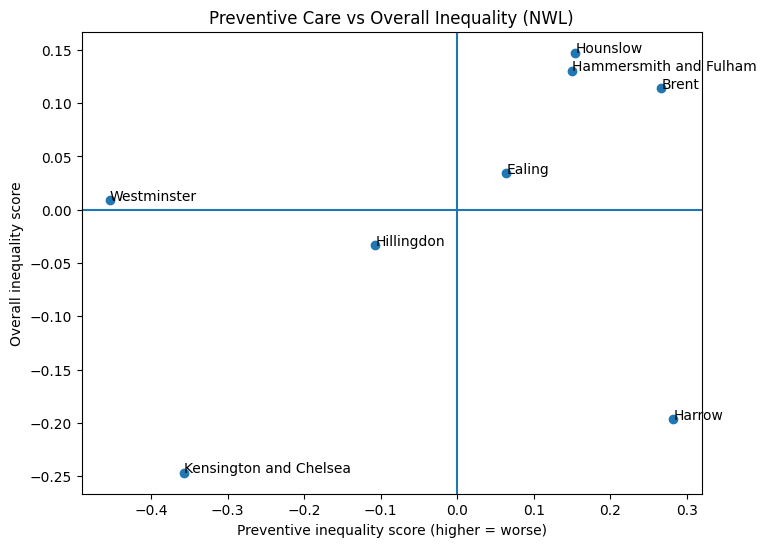 Preventive Care vs Overall Inequality (NWL)
0.15
0.10
0.05
0.00
−0.05
−0.10
−0.15
−0.20
−0.25
Overall inequality score
Hounslow
Hammersmith and Fulham
Brent
Ealing
Westminster
Hillingdon
Harrow
Kensington and Chelsea
−0.4
−0.3
−0.2
−0.1
0.0
0.1
0.2
0.3
Preventive inequality score (higher = worse)